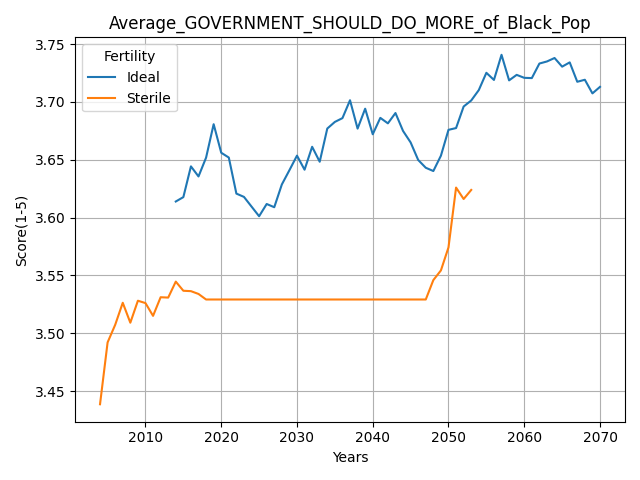 Average_GOVERNMENT_SHOULD_DO_MORE_of_Black_Pop
Score(1-5)
3.75
3.70
3.65
3.60
3.55
3.50
3.45
Fertility
Ideal
Sterile
2010 2020 2030 2040 2050 2060 2070
Years